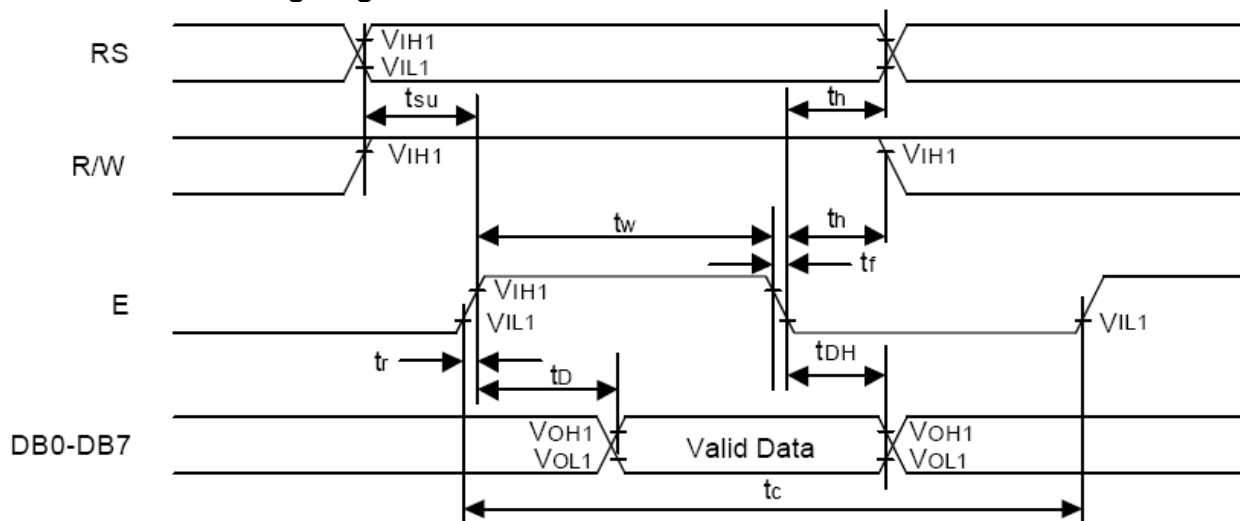 RS
VIH1
VIL1
tsu
th
R/W
VIH1
VIH1
tw
th
tf
E
VIH1
VIL1
VIL1
tr
tD
tDH
DB0-DB7
VOH1
VOL1
Valid Data
VOH1
VOL1
tc